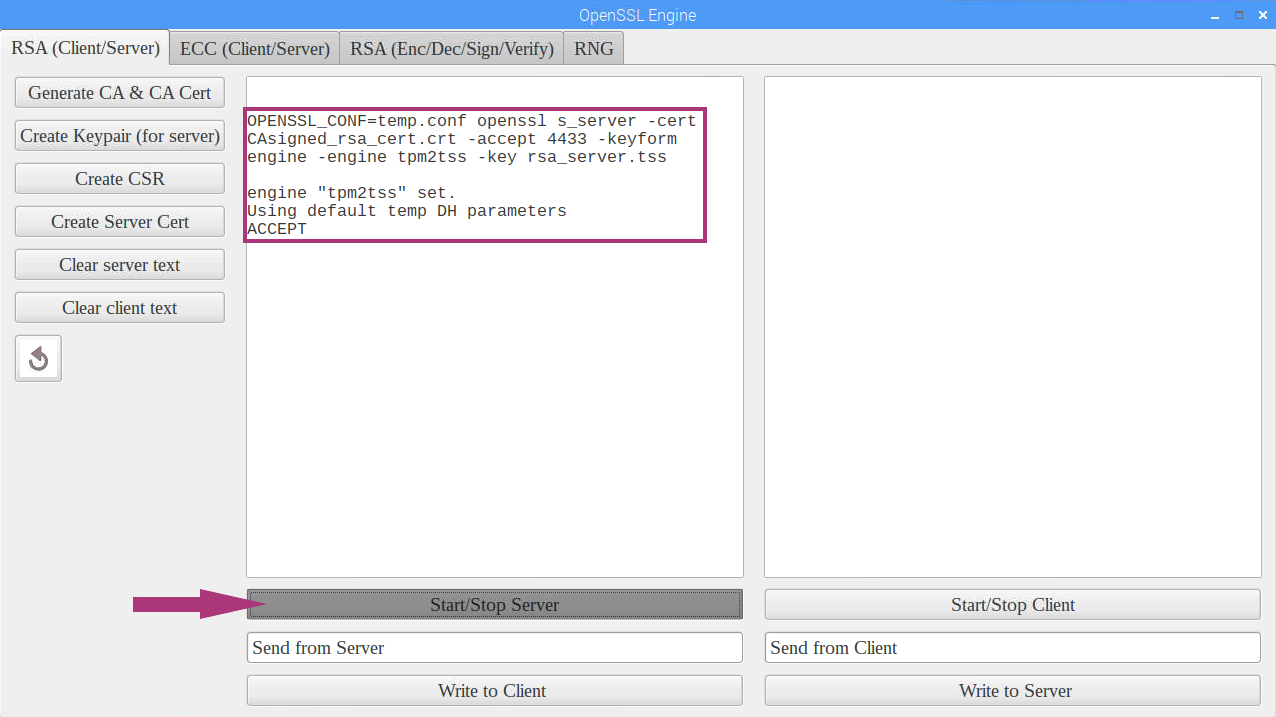 OpenSSL Engine
RSA (Client/Server)
ECC (Client/Server)
RSA (Enc/Dec/Sign/Verify)
RNG
Generate CA & CA Cert
Create Keypair (for server)
Create CSR
Create Server Cert
Clear server text
Clear client text
OPENSSL_CONF=temp.conf openssl s_server -cert
CAsigned_rsa_cert.crt -accept 4433 -keyform
engine -engine tpm2tss -key rsa_server.tss
engine "tpm2tss" set.
Using default temp DH parameters
ACCEPT
Start/Stop Server
Send from Server
Write to Client
Start/Stop Client
Send from Client
Write to Server